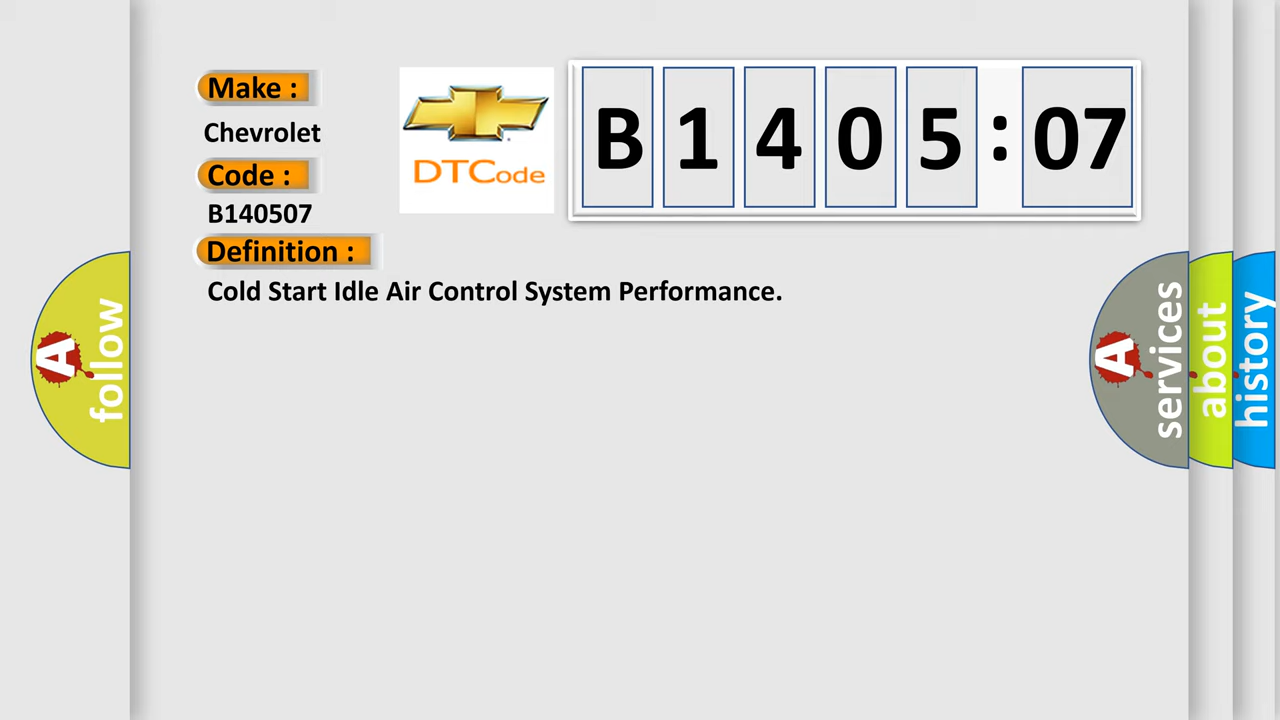 Make :
Chevrolet
Code :
B140507
Definition :
Cold Start Idle Air Control System Performance.
DTCode
B 1 4 0 5 : 07
A follow
A services
about
history